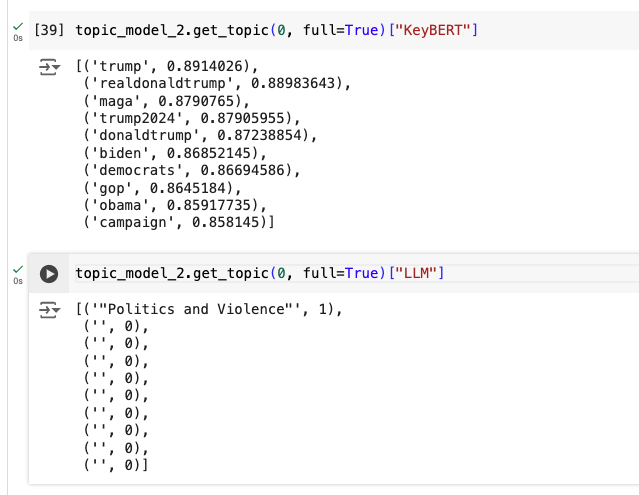 [39] topic_model_2.get_topic(0, full=True)["KeyBERT"]
0s
[('trump', 0.8914026),
('realdonaldtrump', 0.88983643),
('maga', 0.8790765),
('trump2024', 0.87905955),
('donaldtrump', 0.87238854),
('biden', 0.86852145),
('democrats', 0.86694586),
('gop', 0.8645184),
('obama', 0.85917735),
('campaign', 0.858145)]
topic_model_2.get_topic(0, full=True)["LLM"]
0s
[('"Politics and Violence"', 1),
('', 0),
('', 0),
('', 0),
('', 0),
('', 0),
('', 0),
('', 0),
('', 0),
('', 0)]